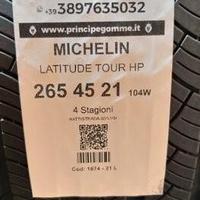 +39 3897635032
www.principegomme.it
MICHELIN
LATITUDE TOUR HP
265 45 21 104W
4 Stagioni
Cod: 1674 - 21 L